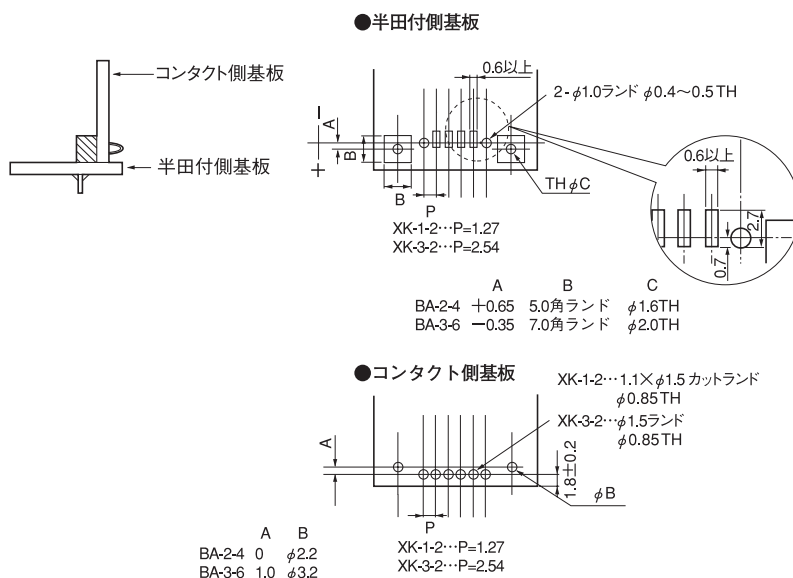 ●半田付側基板
コンタクト側基板
半田付側基板
0.6以上
2-φ1.0ランド φ0.4～0.5TH
A
−
+
B
B
THφC
P
XK-1-2…P=1.27
XK-3-2…P=2.54
0.6以上
2.7
0.7
A B C
BA-2-4 +0.65 5.0角ランド φ1.6TH
BA-3-6 −0.35 7.0角ランド φ2.0TH
●コンタクト側基板
XK-1-2…1.1×φ1.5カットランド
φ0.85TH
XK-3-2…φ1.5ランド
φ0.85TH
A
1.8±0.2
φB
P
XK-1-2…P=1.27
XK-3-2…P=2.54
A B
BA-2-4 0 φ2.2
BA-3-6 1.0 φ3.2